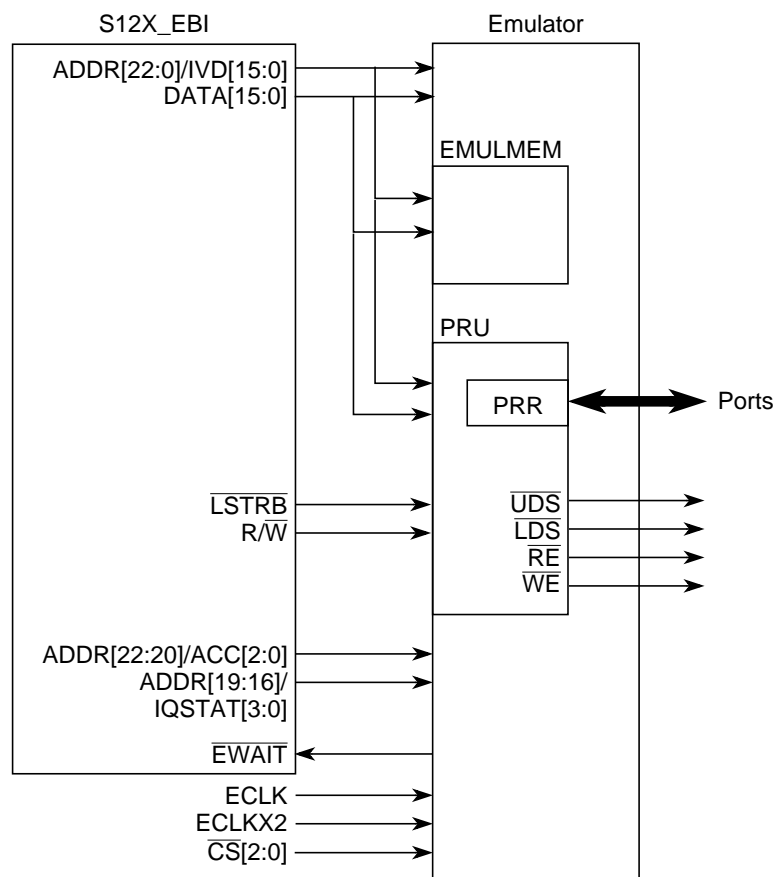 S12X_EBI
Emulator
ADDR[22:0]/IVD[15:0]
DATA[15:0]
EMULMEM
PRU
PRR
Ports
LSTRB
R/W
UDS
LDS
RE
WE
ADDR[22:20]/ACC[2:0]
ADDR[19:16]/
IQSTAT[3:0]
EWAIT
ECLK
ECLKX2
CS[2:0]